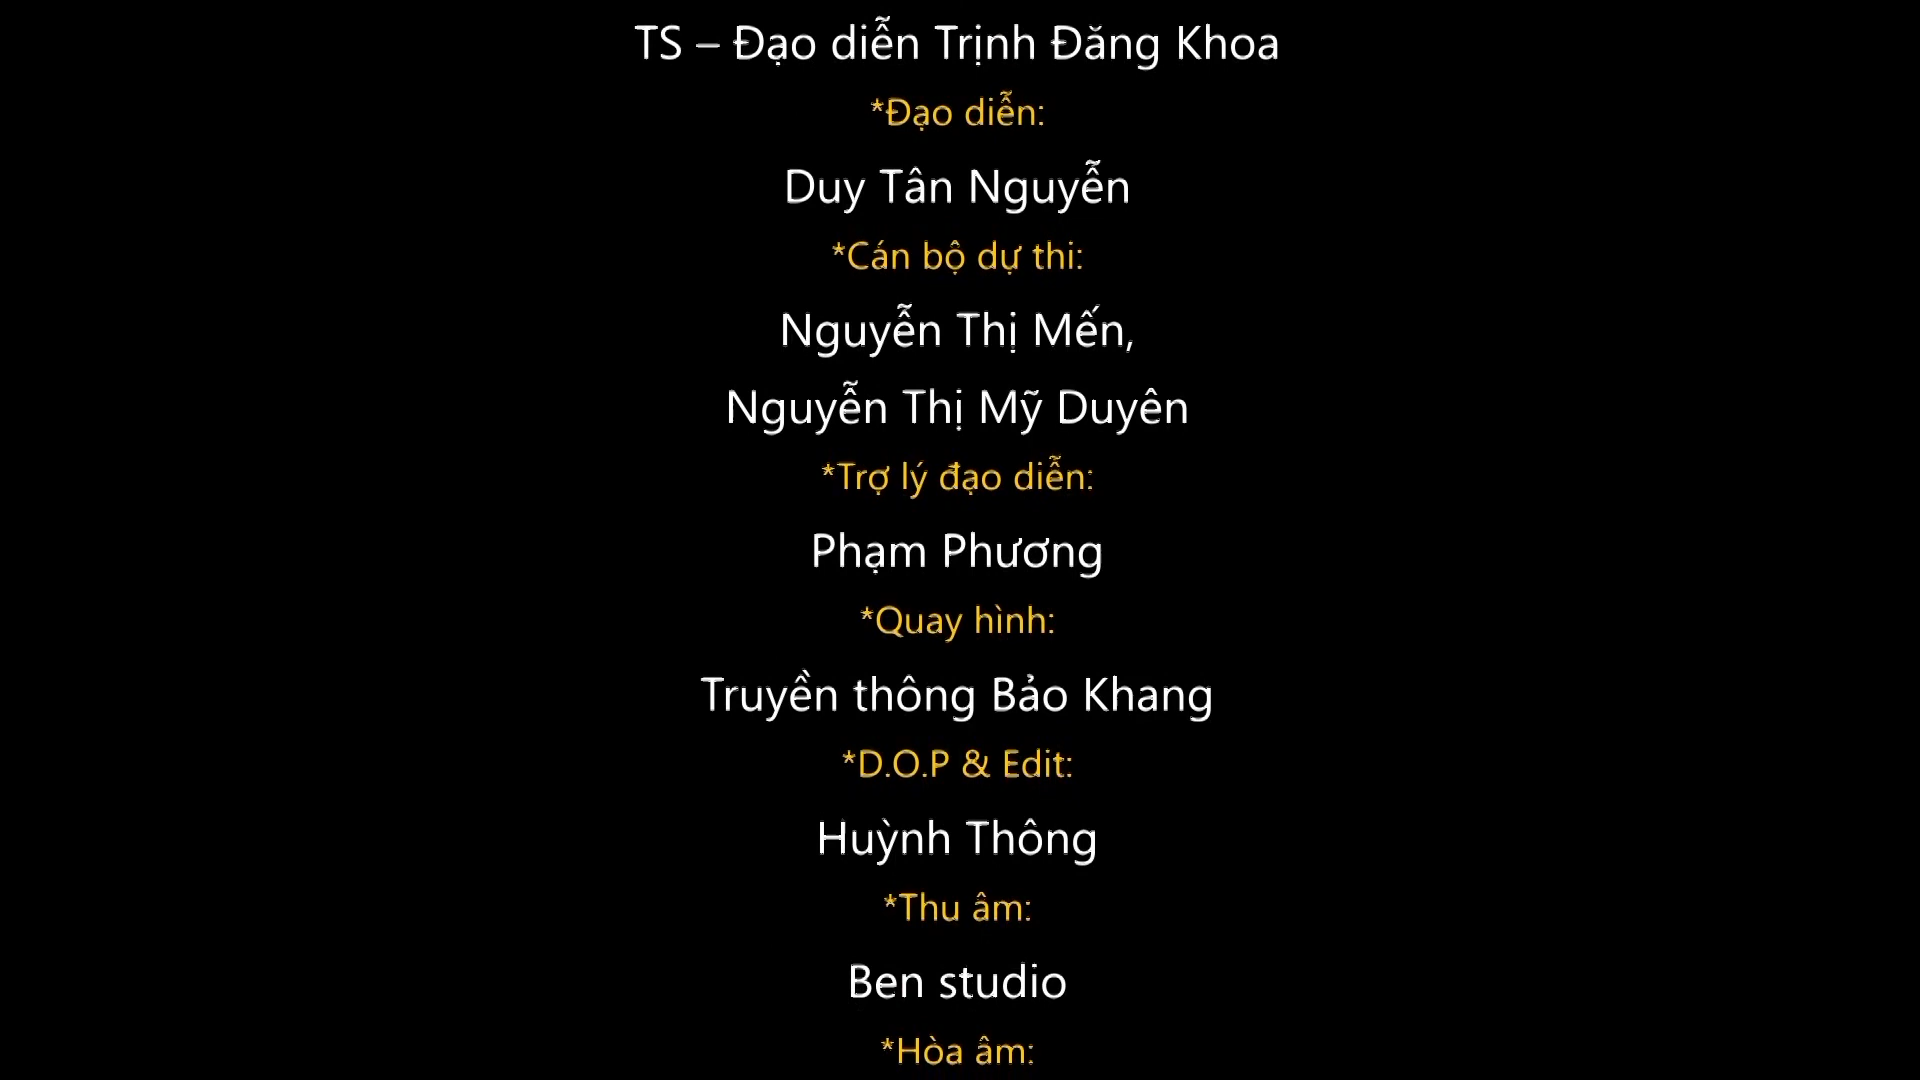 TS – Đạo diễn Trịnh Đăng Khoa
*Đạo diễn:
Duy Tân Nguyễn
*Cán bộ dự thi:
Nguyễn Thị Mến,
Nguyễn Thị Mỹ Duyên
*Trợ lý đạo diễn:
Phạm Phương
*Quay hình:
Truyền thông Bảo Khang
*D.O.P & Edit:
Huỳnh Thông
*Thu âm:
Ben studio
*Hòa âm: